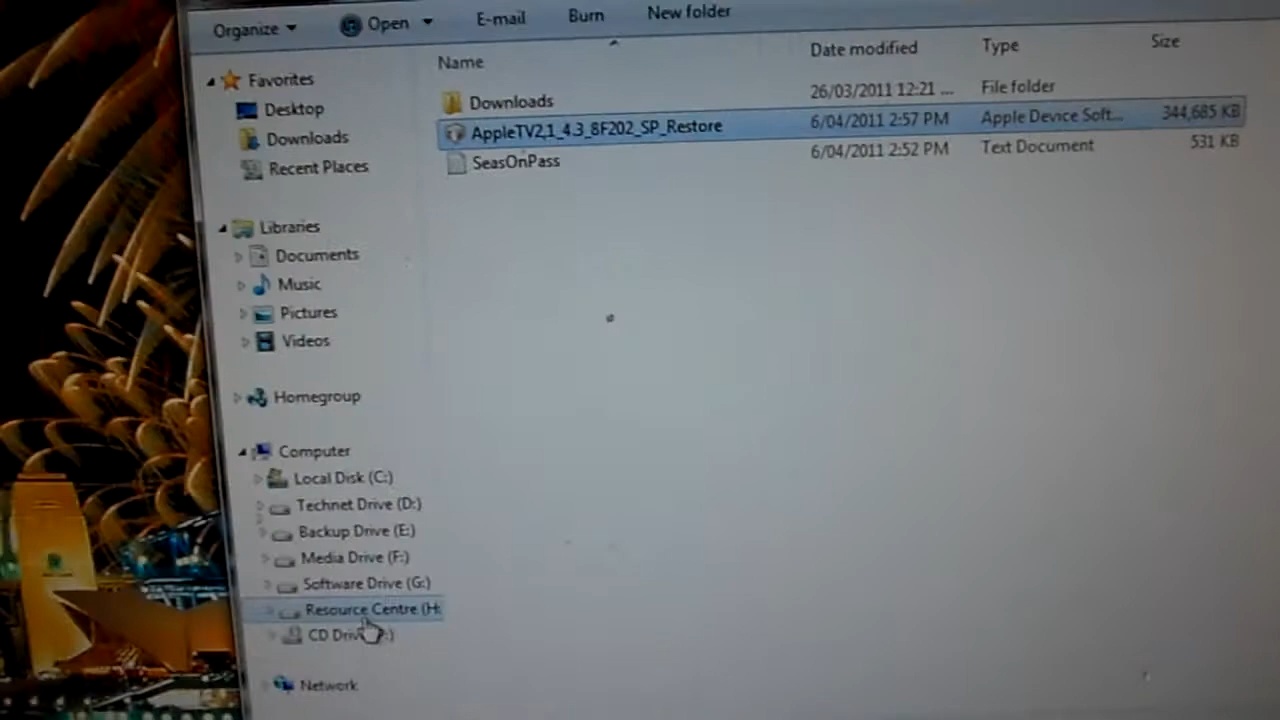 Organize Open E-mail Burn New folder
Name Date modified Type Size
Downloads 26/03/2011 12:21 ... File folder
AppleTV2,1_4.3_8F202_SP_Restore 6/04/2011 2:57 PM Apple Device Soft... 344,685 KB
SeasOnPass 6/04/2011 2:52 PM Text Document 531 KB
Favorites
Desktop
Downloads
Recent Places
Libraries
Documents
Music
Pictures
Videos
Homegroup
Computer
Local Disk (C:)
Technet Drive (D:)
Backup Drive (E:)
Media Drive (F:)
Software Drive (G:)
Resource Centre (H:
CD
Network